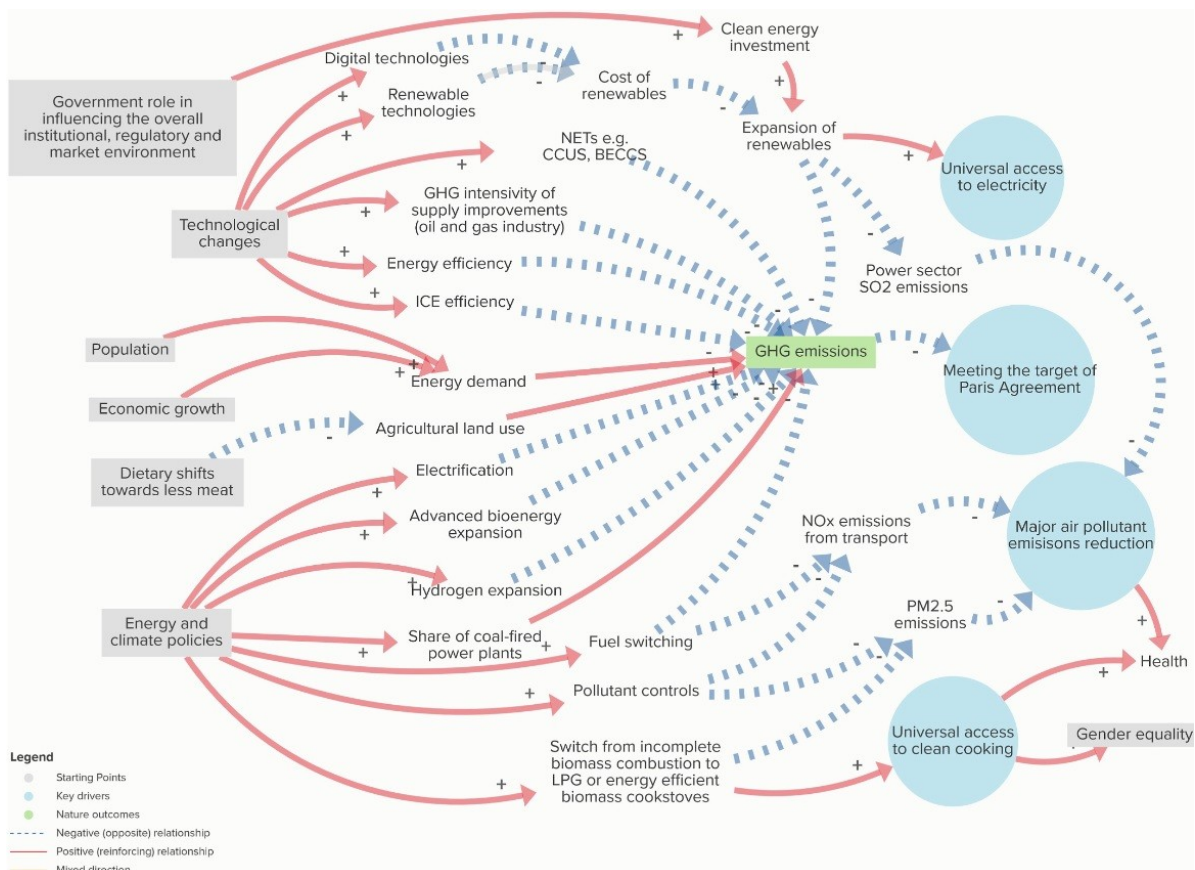 Clean energy
investment
Digital technologies
Government role in
influencing the overall
institutional, regulatory and
market environment
Renewable
technologies
Cost of
renewables
Expansion of
renewables
NETs e.g.
CCUS, BECCS
Universal access
to electricity
GHG intensivity of
supply improvements
(oil and gas industry)
Technological
changes
Energy efficiency
Power sector
SO2 emissions
ICE efficiency
Population
GHG emissions
Meeting the target of
Paris Agreement
Energy demand
Economic growth
Agricultural land use
Dietary shifts
towards less meat
Electrification
Advanced bioenergy
expansion
NOx emissions
from transport
Major air pollutant
emisisons reduction
Hydrogen expansion
Energy and
climate policies
Share of coal-fired
power plants
Fuel switching
PM2.5
emissions
Health
Pollutant controls
Universal access
to clean cooking
Gender equality
Switch from incomplete
biomass combustion to
LPG or energy efficient
biomass cookstoves
Legend
Starting Points
Key drivers
Nature outcomes
Negative (opposite) relationship
Positive (reinforcing) relationship
Mixed direction